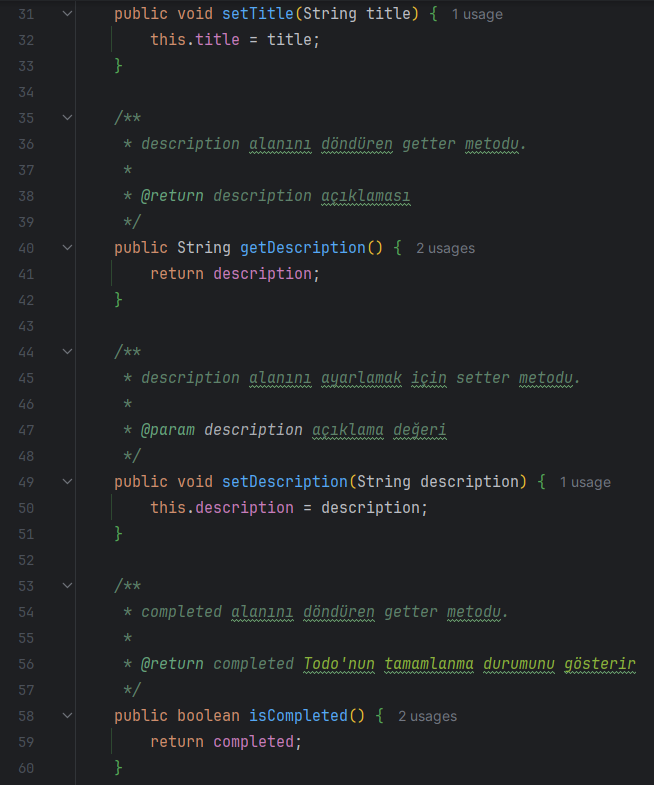 31 public void setTitle(String title) { 1 usage
32 this.title = title;
33 }
34
35 /**
36 * description alanını döndüren getter metodu.
37 *
38 * @return description açıklaması
39 */
40 public String getDescription() { 2 usages
41 return description;
42 }
43
44 /**
45 * description alanını ayarlamak için setter metodu.
46 *
47 * @param description açıklama değeri
48 */
49 public void setDescription(String description) { 1 usage
50 this.description = description;
51 }
52
53 /**
54 * completed alanını döndüren getter metodu.
55 *
56 * @return completed Todo'nun tamamlanma durumunu gösterir
57 */
58 public boolean isCompleted() { 2 usages
59 return completed;
60 }